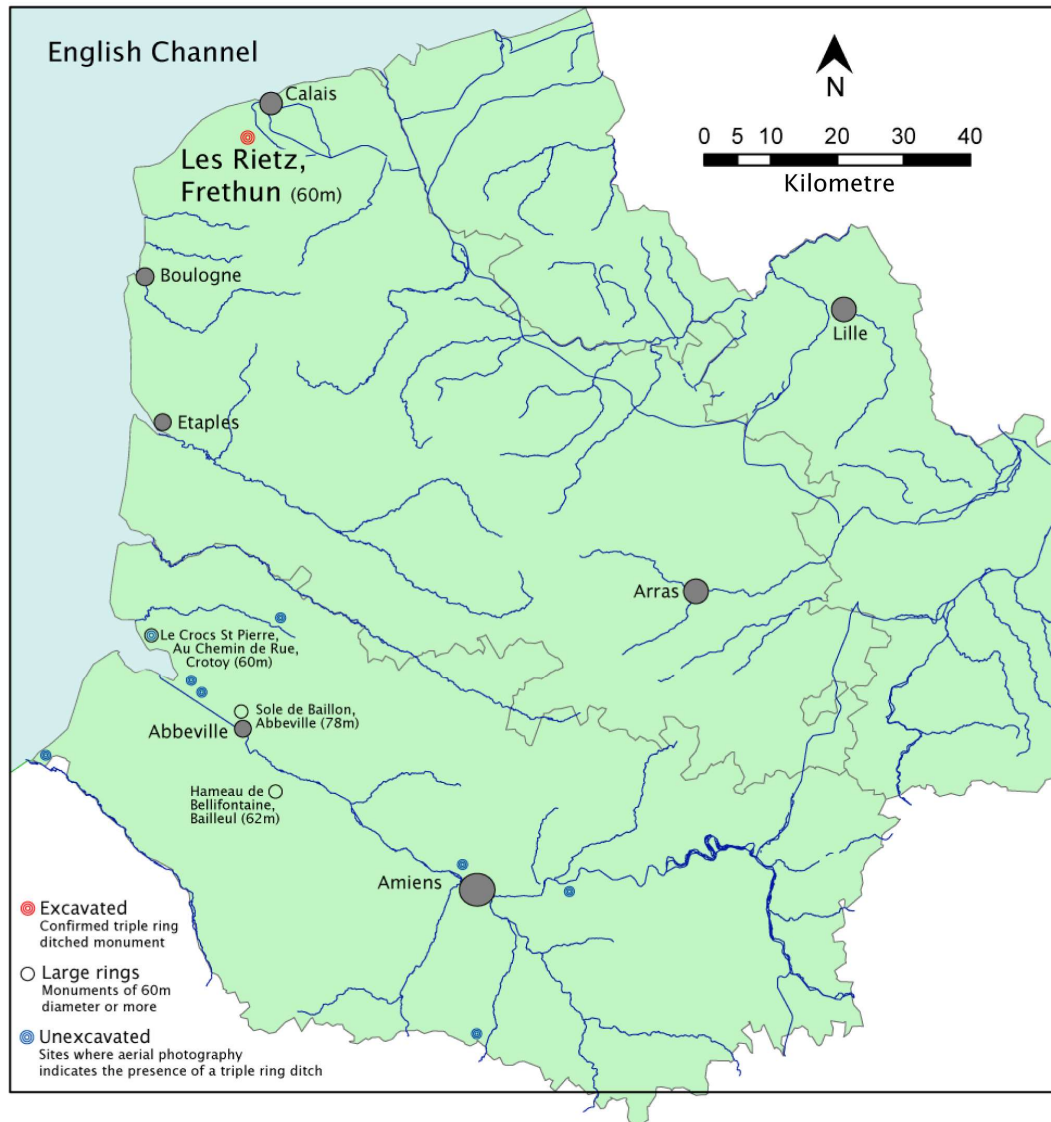 English Channel
Calais
N
0 5 10 20 30 40
Kilometre
Les Rietz,
Frethun (60m)
Boulogne
Lille
Etaples
Arras
Le Crocs St Pierre,
Au Chemin de Rue,
Crotoy (60m)
Sole de Baillon,
Abbeville (78m)
Abbeville
Hameau de
Bellifontaine,
Bailleul (62m)
Amiens
Excavated
Confirmed triple ring
ditched monument
Large rings
Monuments of 60m
diameter or more
Unexcavated
Sites where aerial photography
indicates the presence of a triple ring ditch